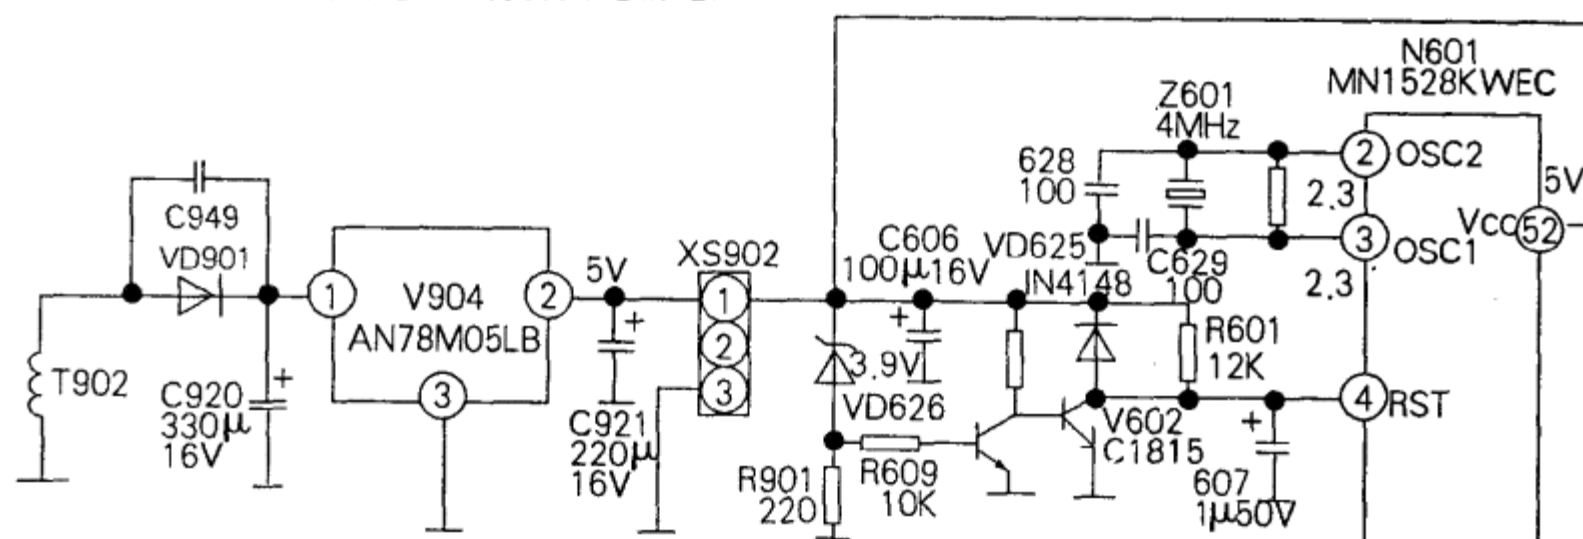 N601
MN1528KWEC
Z601
4MHz
628
100
2
OSC2
2.3
5V
C949
VD901
XS902
C606
100μ16V
VD625
IN4148
C629
100
3
OSC1
VCC
52
2.3
1
V904
AN78M05LB
2
5V
+
1
2
3
+
3.9V
VD626
R601
12K
T902
C920
330μ
16V
+
3
C921
220μ
16V
R901
220
R609
10K
V602
C1815
+
4
RST
607
1μ50V